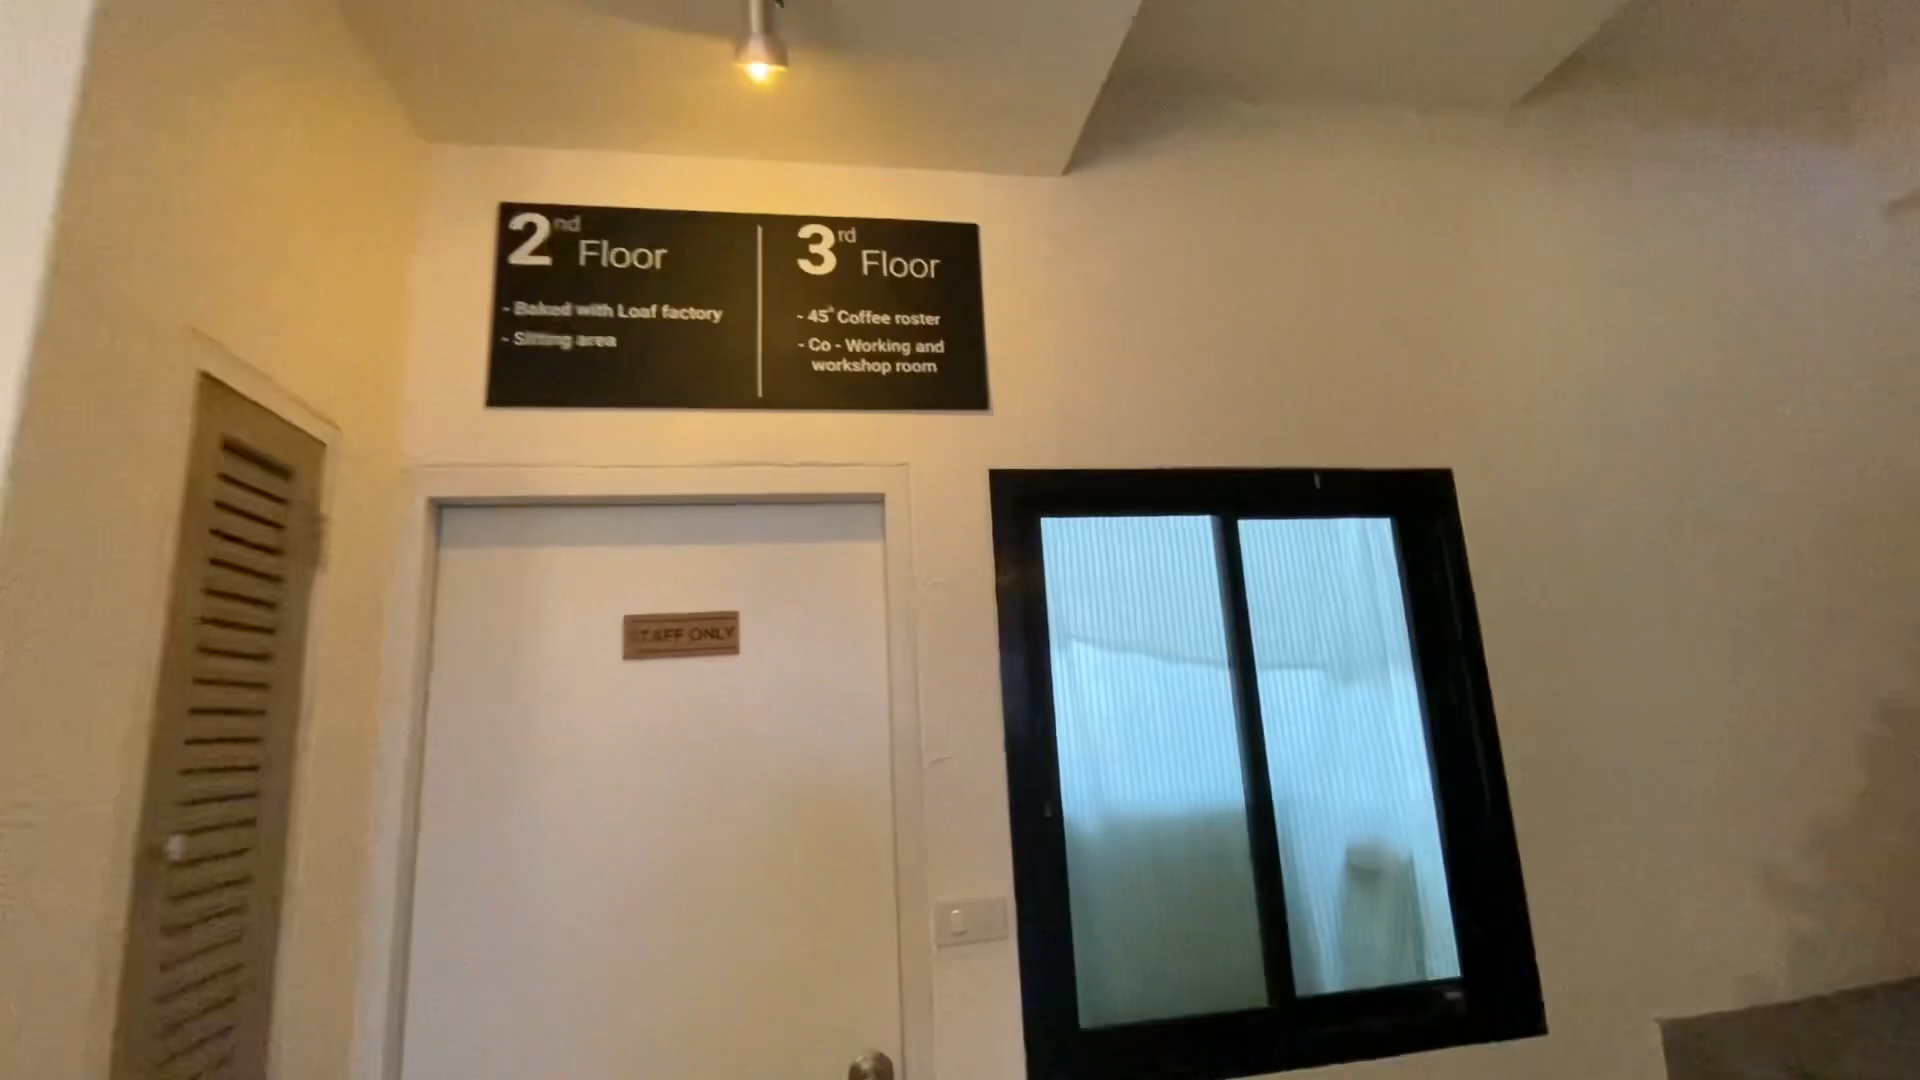 2nd Floor
- Baked with Loaf factory
- Sitting area
3rd Floor
- 45° Coffee roster
- Co - Working and
workshop room
STAFF ONLY